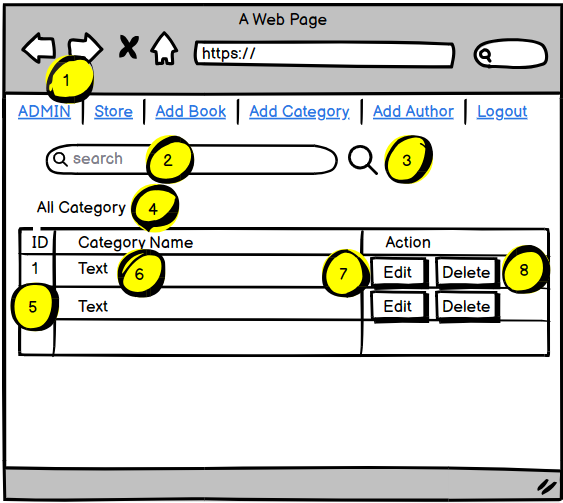 A Web Page
https://
1
ADMIN Store Add Book Add Category Add Author Logout
search 2 3
All Category 4
ID Category Name Action
1 Text 6 7 Edit Delete 8
5 Text Edit Delete